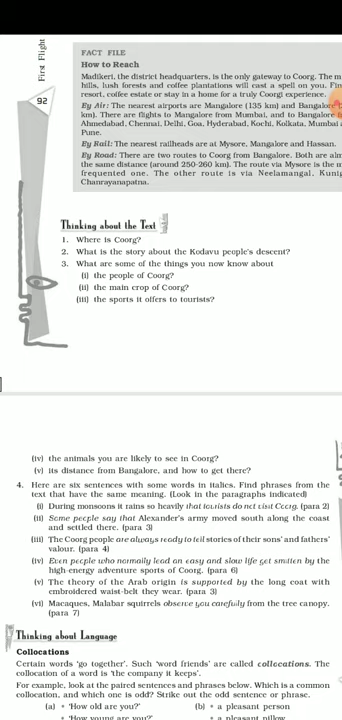 First Flight
92
FACT FILE
How to Reach
Madikeri, the district headquarters, is the only gateway to Coorg. The m
hills, lush forests and coffee plantations will cast a spell on you. Fin
resort, coffee estate or stay in a home for a truly Coorgi experience.
By Air: The nearest airports are Mangalore (135 km) and Bangalore
km). There are flights to Mangalore from Mumbai, and to Bangalore
Ahmedabad, Chennai, Delhi, Goa, Hyderabad, Kochi, Kolkata, Mumbai
Pune.
By Rail: The nearest railheads are at Mysore, Mangalore and Hassan.
By Road: There are two routes to Coorg from Bangalore. Both are alm
the same distance (around 250-260 km). The route via Mysore is the m
frequented one. The other route is via Neelamangal, Kunig
Chanrayanapatna.
Thinking about the Text
1. Where is Coorg?
2. What is the story about the Kodavu people's descent?
3. What are some of the things you now know about
(i) the people of Coorg?
(ii) the main crop of Coorg?
(iii) the sports it offers to tourists?
(iv) the animals you are likely to see in Coorg?
(v) its distance from Bangalore, and how to get there?
4. Here are six sentences with some words in italics. Find phrases from the
text that have the same meaning. (Look in the paragraphs indicated)
(i) During monsoons it rains so heavily that tourists do not visit Coorg. (para 2)
(ii) Some people say that Alexander's army moved south along the coast
and settled there. (para 3)
(iii) The Coorg people are always ready to tell stories of their sons' and fathers'
valour. (para 4)
(iv) Even people who normally lead an easy and slow life get smitten by the
high-energy adventure sports of Coorg. (para 6)
(v) The theory of the Arab origin is supported by the long coat with
embroidered waist-belt they wear. (para 3)
(vi) Macaques, Malabar squirrels observe you carefully from the tree canopy.
(para 7)
Thinking about Language
Collocations
Certain words 'go together'. Such 'word friends' are called collocations. The
collocation of a word is 'the company it keeps'.
For example, look at the paired sentences and phrases below. Which is a common
collocation, and which one is odd? Strike out the odd sentence or phrase.
(a) • 'How old are you?' (b) • a pleasant person
• 'How young are you?' • a pleasant pillow